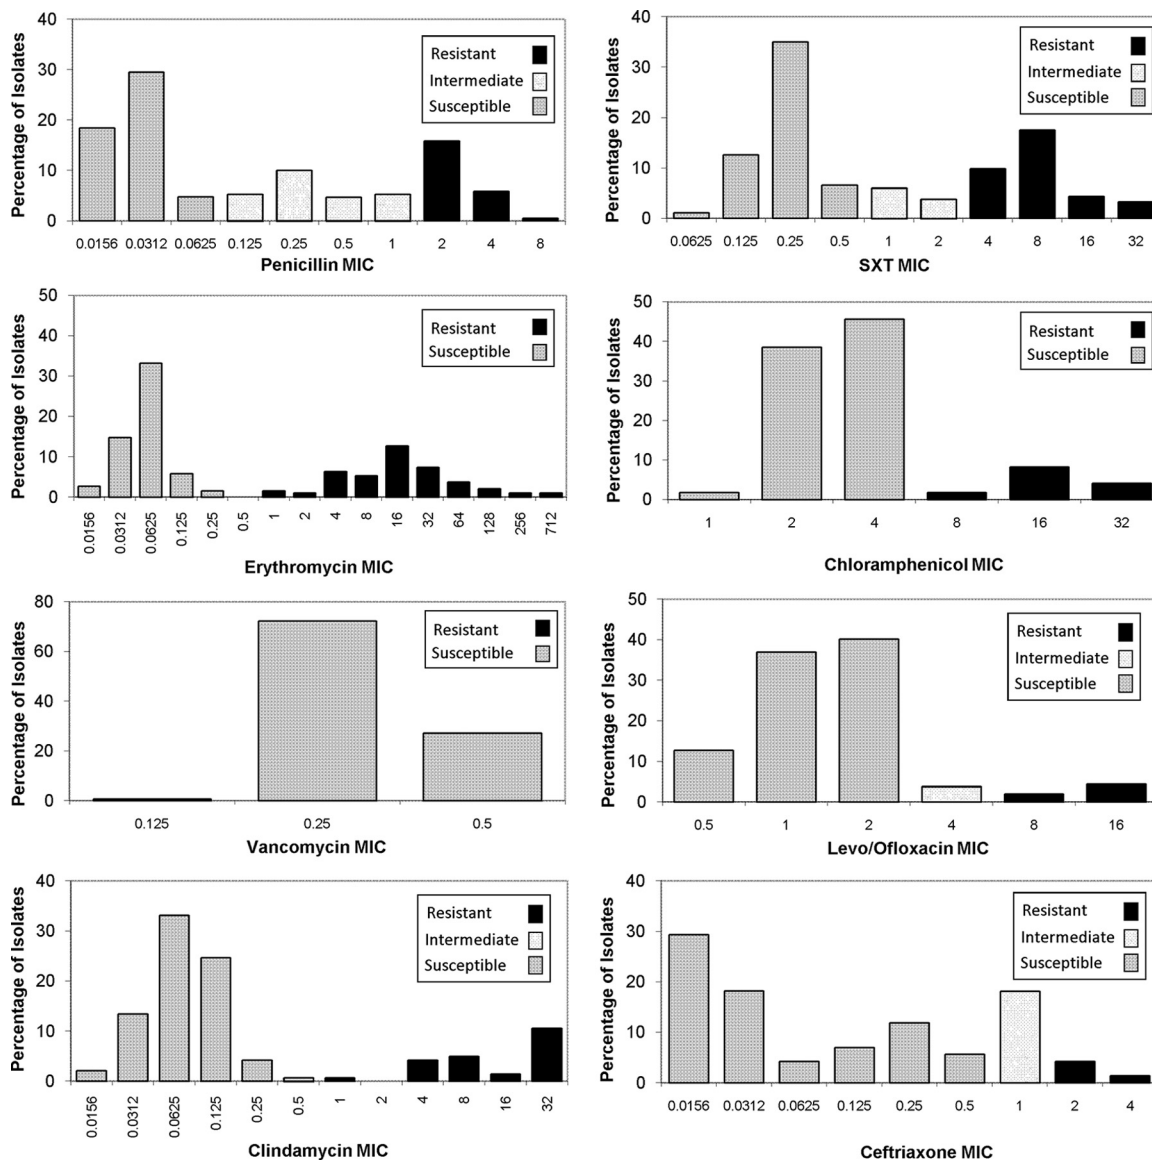 Percentage of Isolates
40
30
20
10
0
Resistant
Intermediate
Susceptible
0.0156 0.0312 0.0625 0.125 0.25 0.5 1 2 4 8
Penicillin MIC
Percentage of Isolates
40
30
20
10
0
Resistant
Intermediate
Susceptible
0.0625 0.125 0.25 0.5 1 2 4 8 16 32
SXT MIC
Percentage of Isolates
50
40
30
20
10
0
Resistant
Susceptible
0.0156 0.0312 0.0625 0.125 0.25 0.5 1 2 4 8 16 32 64 128 256 712
Erythromycin MIC
Percentage of Isolates
50
40
30
20
10
0
Resistant
Susceptible
1 2 4 8 16 32
Chloramphenicol MIC
Percentage of Isolates
80
60
40
20
0
Resistant
Susceptible
0.125 0.25 0.5
Vancomycin MIC
Percentage of Isolates
50
40
30
20
10
0
Resistant
Intermediate
Susceptible
0.5 1 2 4 8 16
Levo/Ofloxacin MIC
Percentage of Isolates
40
30
20
10
0
Resistant
Intermediate
Susceptible
0.0156 0.0312 0.0625 0.125 0.25 0.5 1 2 4 8 16 32
Clindamycin MIC
Percentage of Isolates
40
30
20
10
0
Resistant
Intermediate
Susceptible
0.0156 0.0312 0.0625 0.125 0.25 0.5 1 2 4
Ceftriaxone MIC